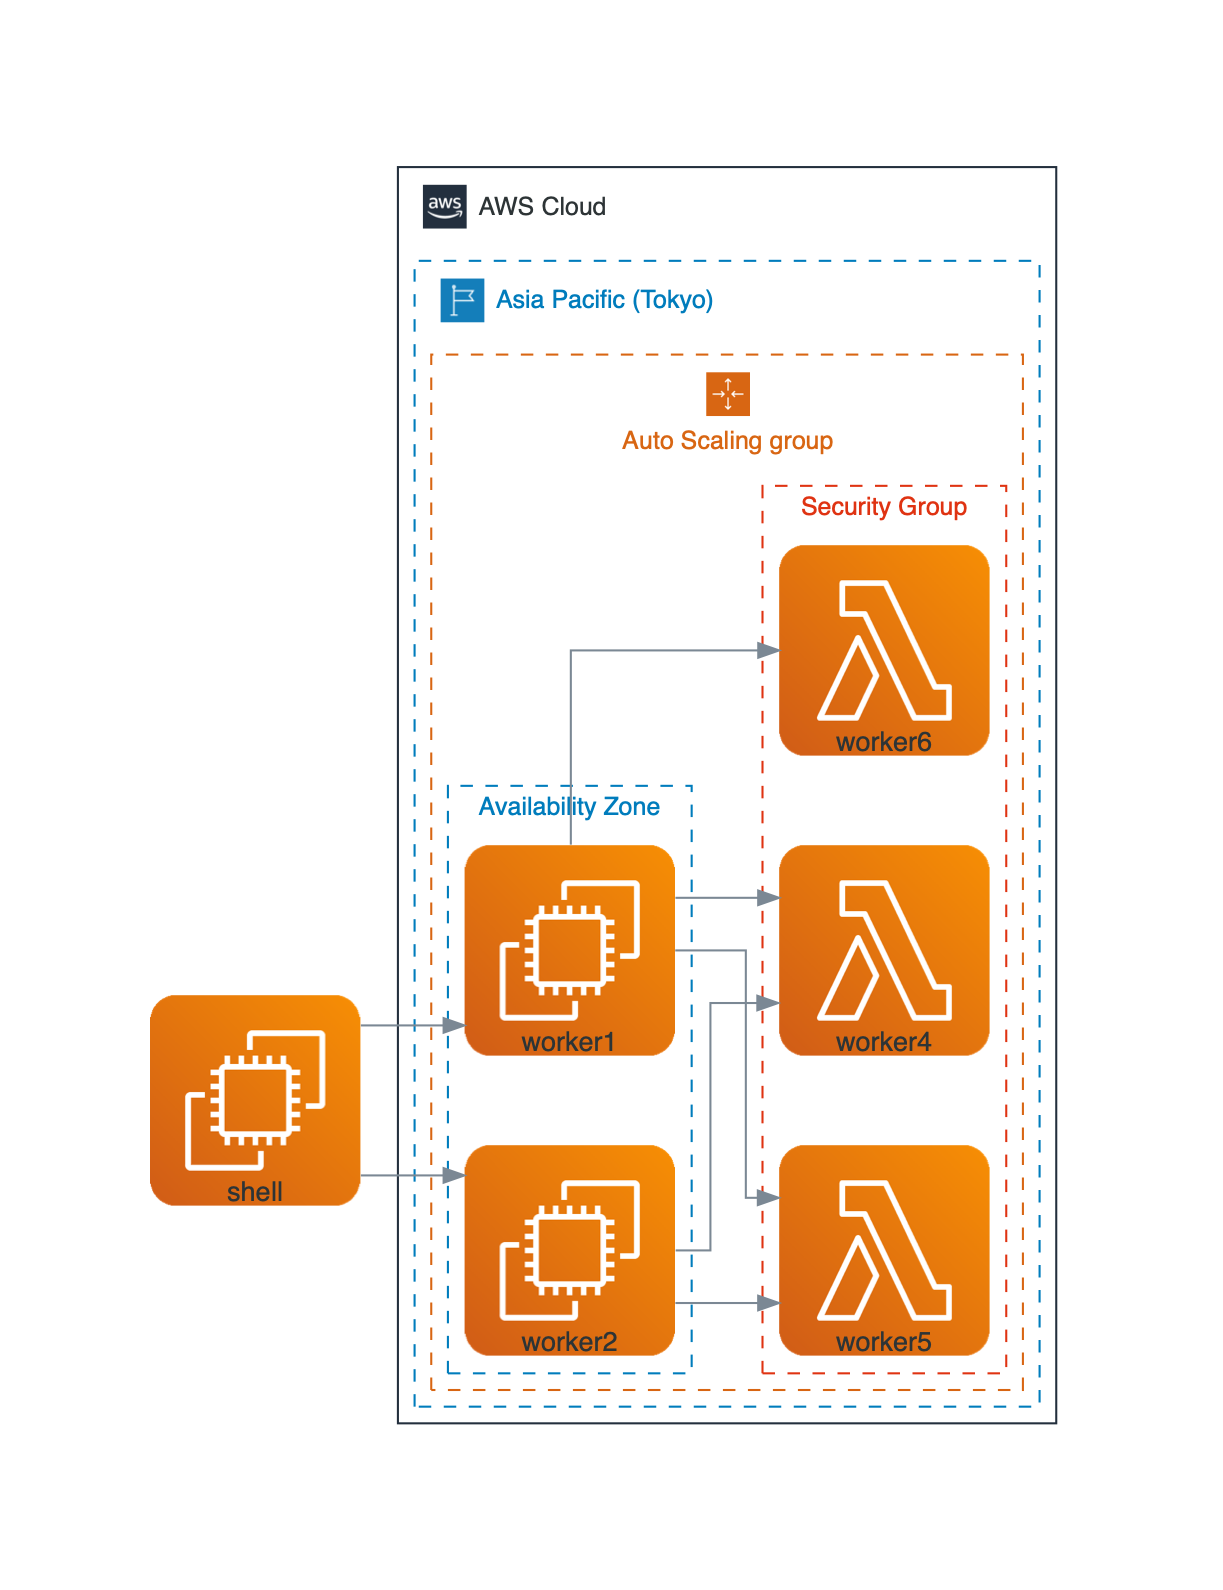 aws
AWS Cloud
Asia Pacific (Tokyo)
Auto Scaling group
Security Group
worker6
Availability Zone
worker1
worker4
shell
worker2
worker5